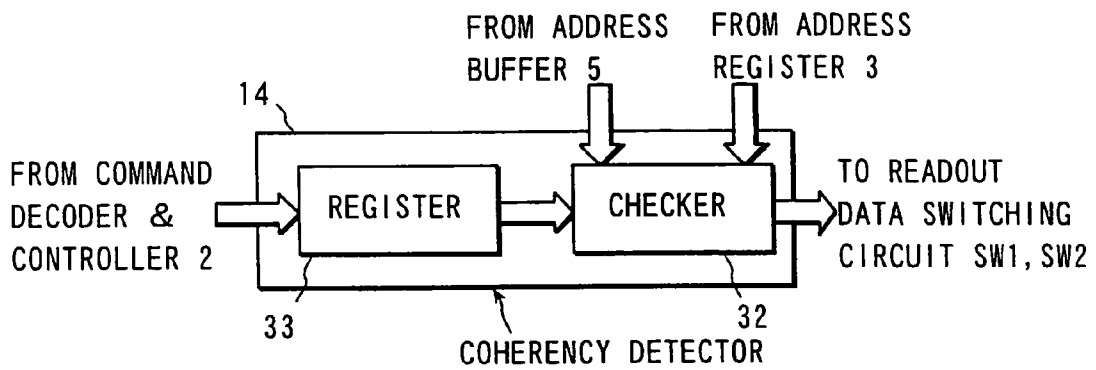 FROM ADDRESS
BUFFER 5
FROM ADDRESS
REGISTER 3
14
FROM COMMAND
DECODER &
CONTROLLER 2
REGISTER
CHECKER
TO READOUT
DATA SWITCHING
CIRCUIT SW1, SW2
33
32
COHERENCY DETECTOR